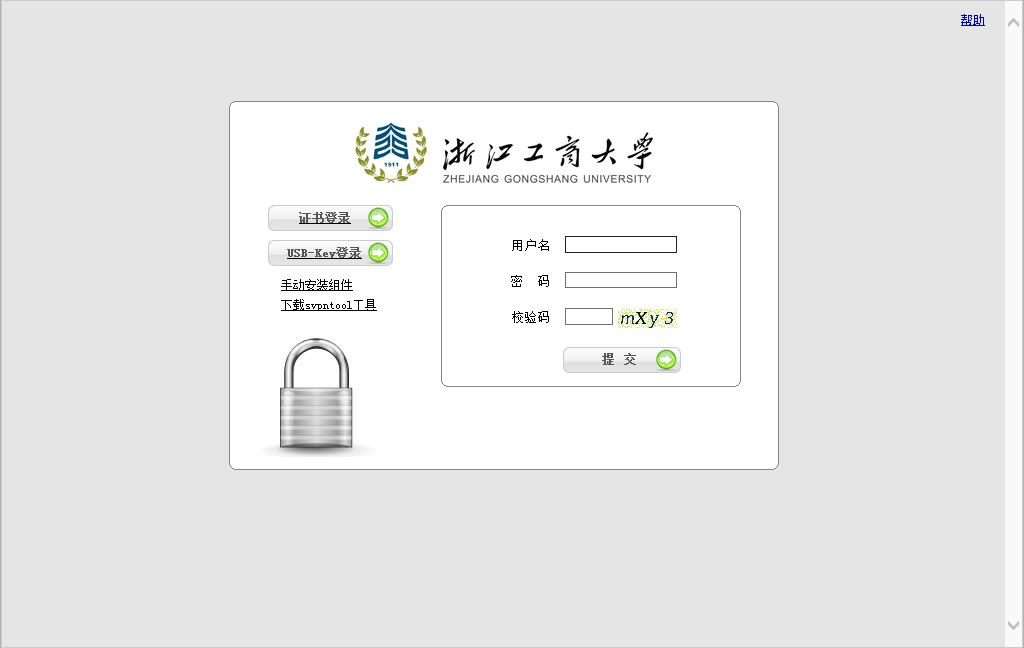 帮助
1911
浙江工商大学
ZHEJIANG GONGSHANG UNIVERSITY
证书登录
USB-Key登录
手动安装组件
下载svpntool工具
用户名
密 码
校验码 mXy3
提 交